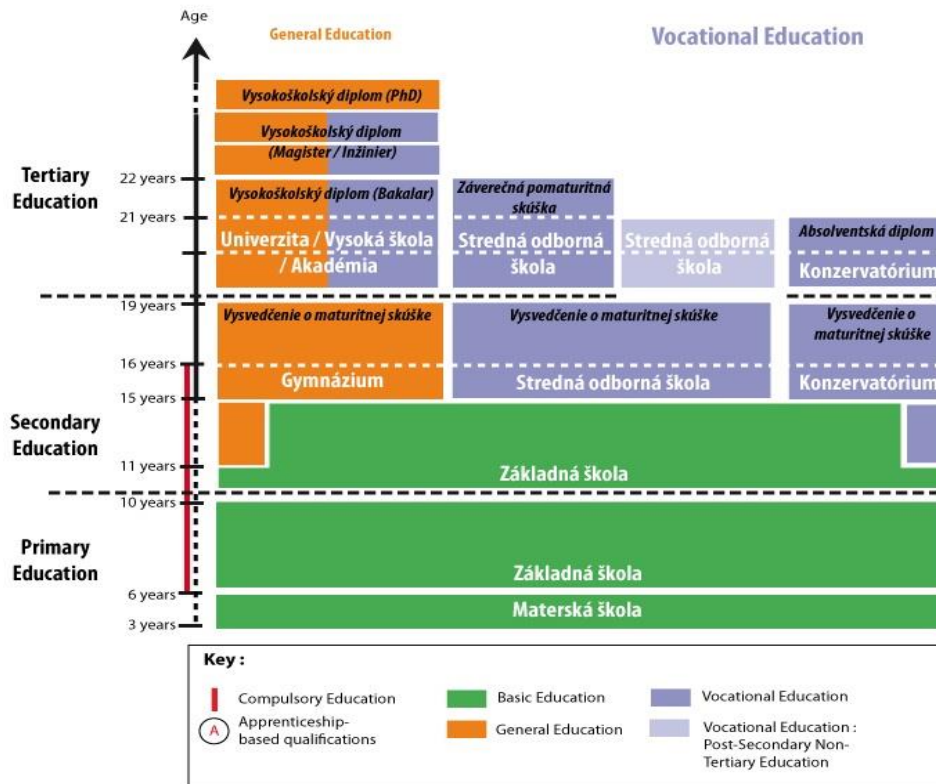 Age
General Education
Vocational Education
Vysokoškolský diplom (PhD)
Vysokoškolský diplom
(Magister / Inžinier)
Tertiary
Education
22 years
21 years
Vysokoškolský diplom (Bakalar)
Univerzita / Vysoká škola
/ Akadémia
Záverečná pomaturitná
skúška
Stredná odborná
škola
Stredná odborná
škola
Absolventská diplom
Konzervatórium
19 years
Vysvedčenie o maturitnej skúške
Vysvedčenie o maturitnej skúške
Vysvedčenie o
maturitnej skúške
16 years
Gymnázium
Stredná odborná škola
Konzervatórium
15 years
Secondary
Education
11 years
Základná škola
10 years
Primary
Education
Základná škola
6 years
Materská škola
3 years
Key :
Compulsory Education
A
Apprenticeship-
based qualifications
Basic Education
General Education
Vocational Education
Vocational Education :
Post-Secondary Non-
Tertiary Education